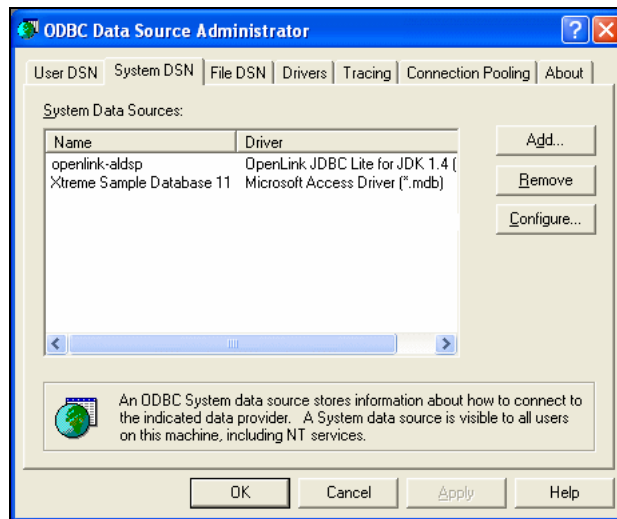 ODBC Data Source Administrator
User DSN System DSN File DSN Drivers Tracing Connection Pooling About
System Data Sources:
Name Driver
openlink-aldsp OpenLink JDBC Lite for JDK 1.4 (
Xtreme Sample Database 11 Microsoft Access Driver (*.mdb)
Add...
Remove
Configure...
An ODBC System data source stores information about how to connect to
the indicated data provider. A System data source is visible to all users
on this machine, including NT services.
OK Cancel Apply Help